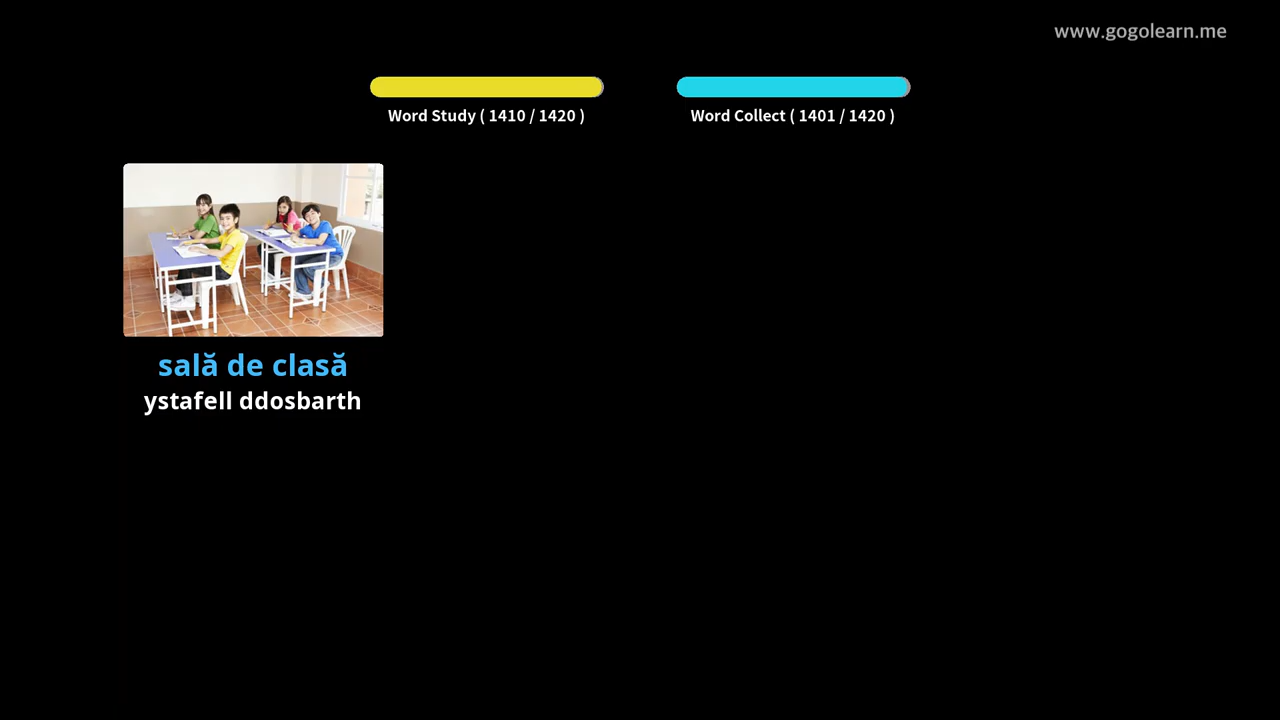 www.gogolearn.me
Word Study ( 1410 / 1420 )
Word Collect ( 1401 / 1420 )
sală de clasă
ystafell ddosbarth